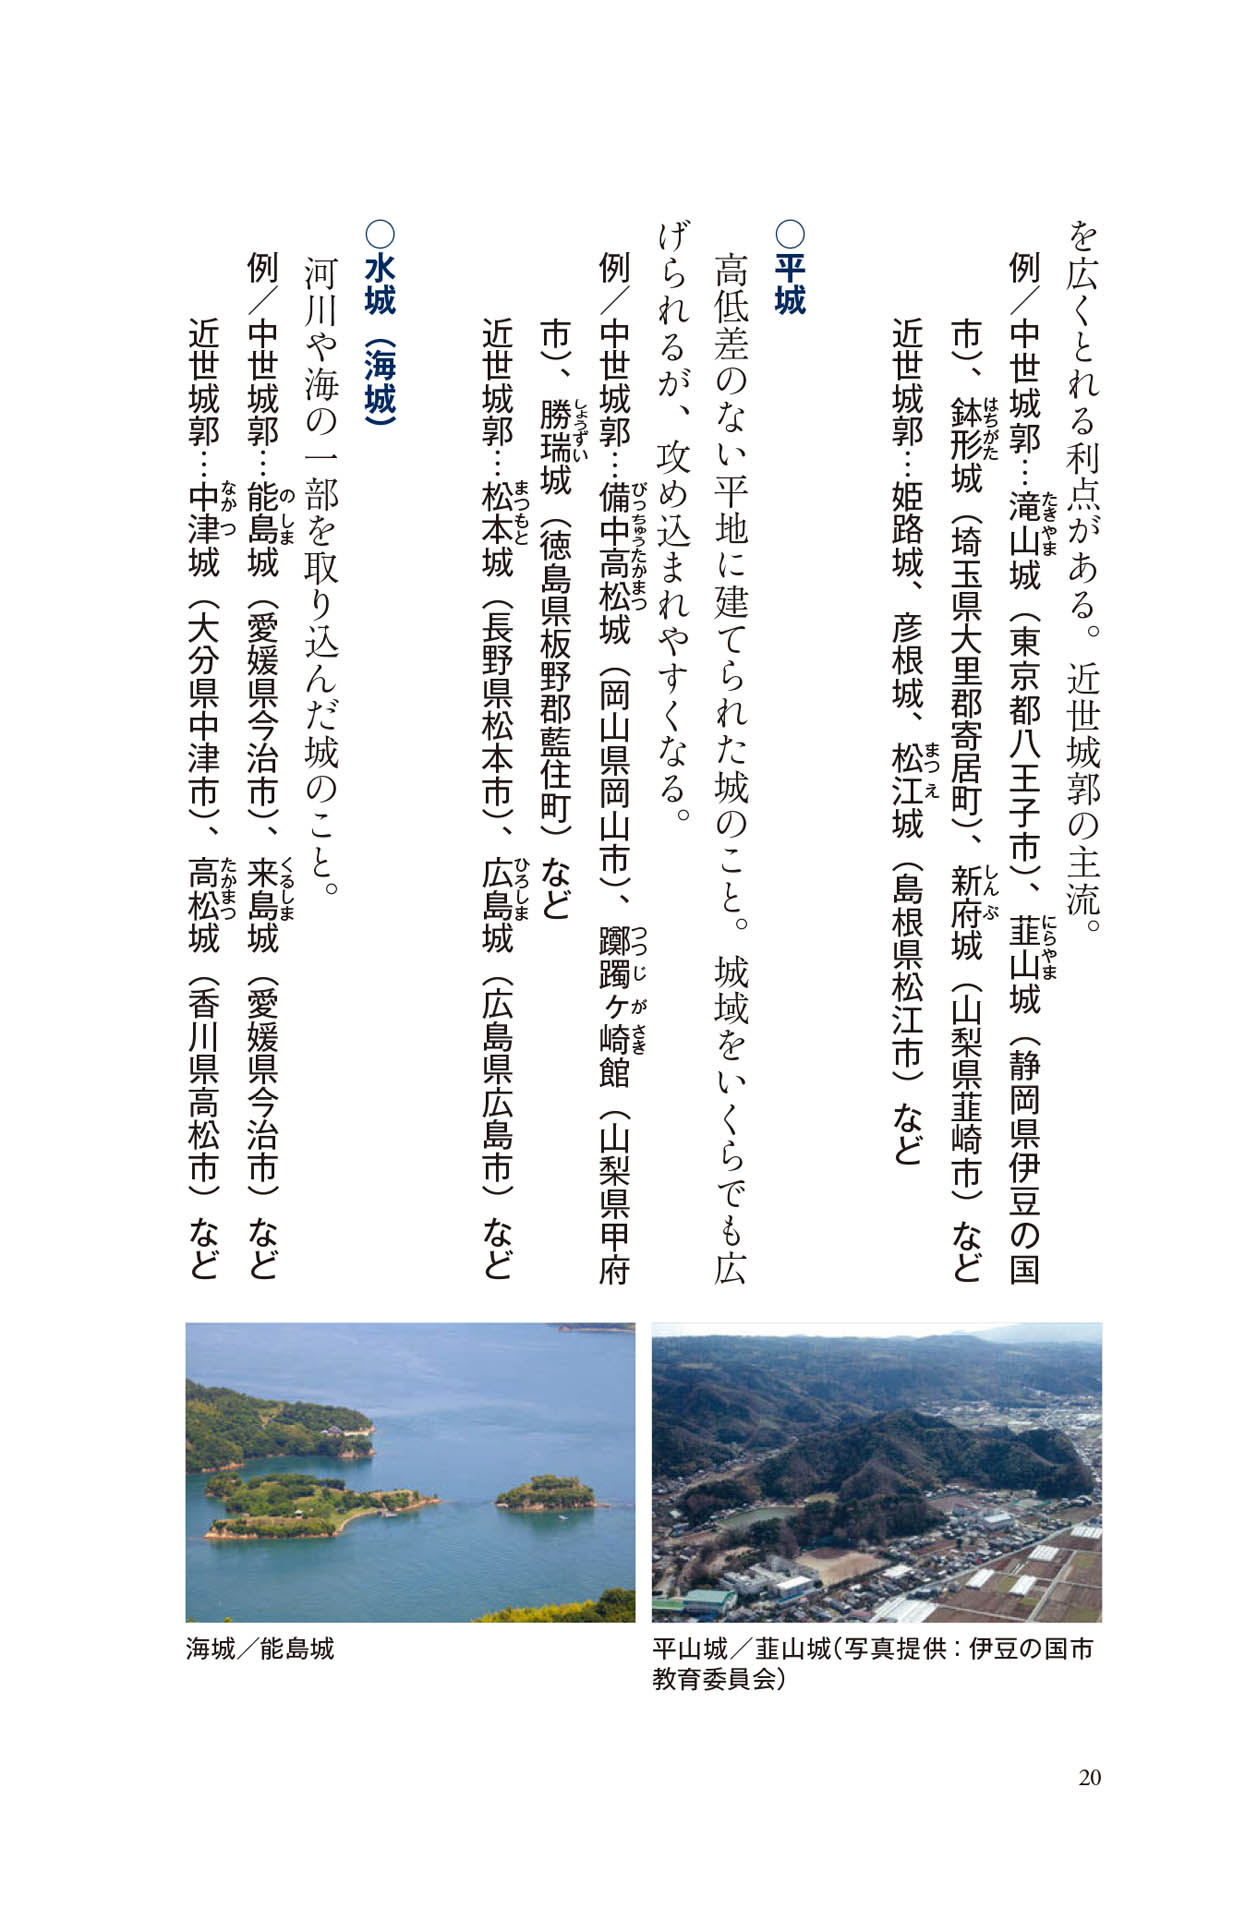 を広くとれる利点がある。近世城郭の主流。
例／中世城郭…滝山城（東京都八王子市）、韮山城（静岡県伊豆の国
市）、鉢形城（埼玉県大里郡寄居町）、新府城（山梨県韮崎市）など
近世城郭…姫路城、彦根城、松江城（島根県松江市）など
〇平城
高低差のない平地に建てられた城のこと。城域をいくらでも広
げられるが、攻め込まれやすくなる。
例／中世城郭…備中高松城（岡山県岡山市）、躑躅ケ崎館（山梨県甲府
市）、勝瑞城（徳島県板野郡藍住町）など
近世城郭…松本城（長野県松本市）、広島城（広島県広島市）など
〇水城（海城）
河川や海の一部を取り込んだ城のこと。
例／中世城郭…能島城（愛媛県今治市）、来島城（愛媛県今治市）など
近世城郭…中津城（大分県中津市）、高松城（香川県高松市）など
平山城／韮山城（写真提供：伊豆の国市
教育委員会）
海城／能島城
20